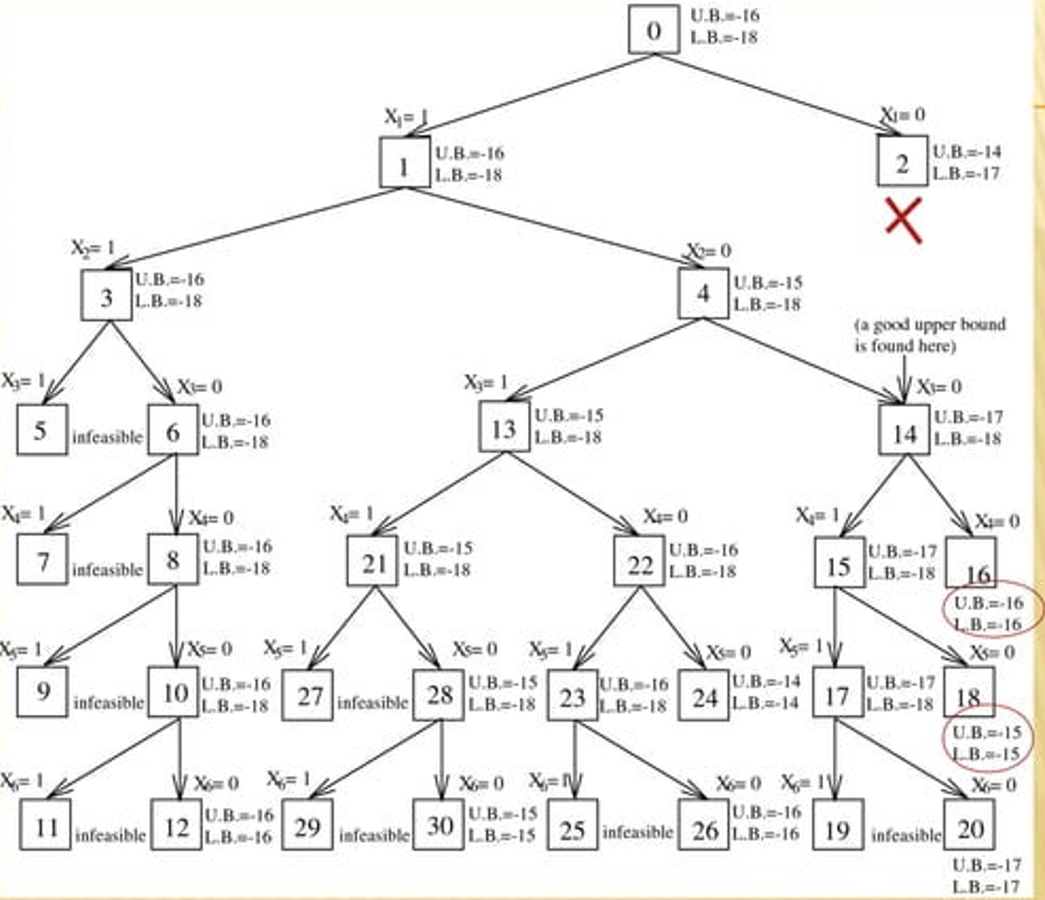 0
U.B.=-16
L.B.=-18
X1= 1
X1= 0
1
U.B.=-16
L.B.=-18
2
U.B.=-14
L.B.=-17
X2= 1
X2= 0
3
U.B.=-16
L.B.=-18
4
U.B.=-15
L.B.=-18
(a good upper bound
is found here)
X3= 1
X3= 0
X3= 1
X3= 0
5
infeasible
6
U.B.=-16
L.B.=-18
13
U.B.=-15
L.B.=-18
14
U.B.=-17
L.B.=-18
X4= 1
X4= 0
X4= 1
X4= 0
X4= 1
X4= 0
7
infeasible
8
U.B.=-16
L.B.=-18
21
U.B.=-15
L.B.=-18
22
U.B.=-16
L.B.=-18
15
U.B.=-17
L.B.=-18
16
U.B.=-16
L.B.=-16
X5= 1
X5= 0
X5= 1
X5= 0
X5= 1
X5= 0
X5= 1
X5= 0
9
infeasible
10
U.B.=-16
L.B.=-18
27
infeasible
28
U.B.=-15
L.B.=-18
23
U.B.=-16
L.B.=-18
24
U.B.=-14
L.B.=-14
17
U.B.=-17
L.B.=-18
18
U.B.=-15
L.B.=-15
X6= 1
X6= 0
X6= 1
X6= 0
X6= 1
X6= 0
X6= 1
X6= 0
11
infeasible
12
U.B.=-16
L.B.=-16
29
infeasible
30
U.B.=-15
L.B.=-15
25
infeasible
26
U.B.=-16
L.B.=-16
19
infeasible
20
U.B.=-17
L.B.=-17